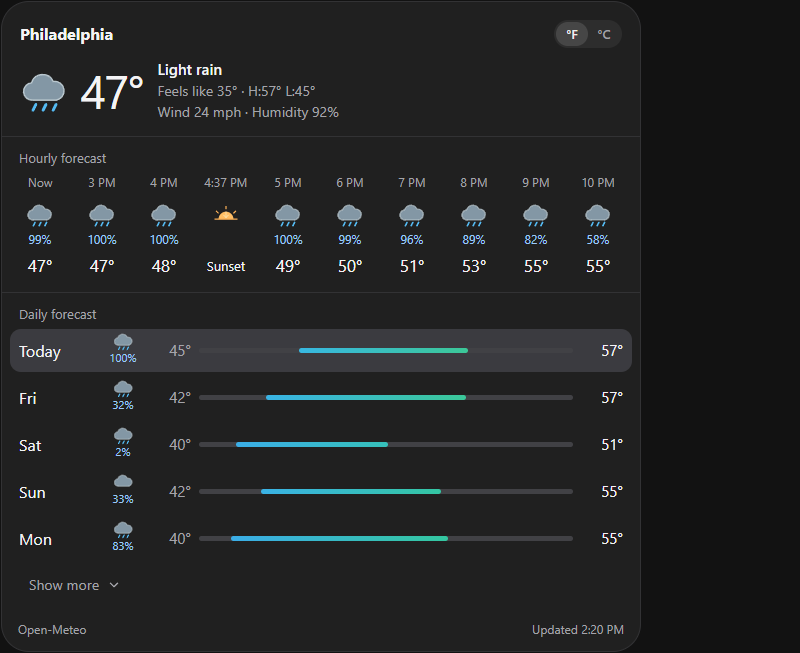 Philadelphia
°F °C
47°
Light rain
Feels like 35° · H:57° L:45°
Wind 24 mph · Humidity 92%
Hourly forecast
Now 3 PM 4 PM 4:37 PM 5 PM 6 PM 7 PM 8 PM 9 PM 10 PM
99% 100% 100% 100% 99% 96% 89% 82% 58%
47° 47° 48° Sunset 49° 50° 51° 53° 55° 55°
Daily forecast
Today 100% 45° 57°
Fri 32% 42° 57°
Sat 2% 40° 51°
Sun 33% 42° 55°
Mon 83% 40° 55°
Show more
Open-Meteo Updated 2:20 PM